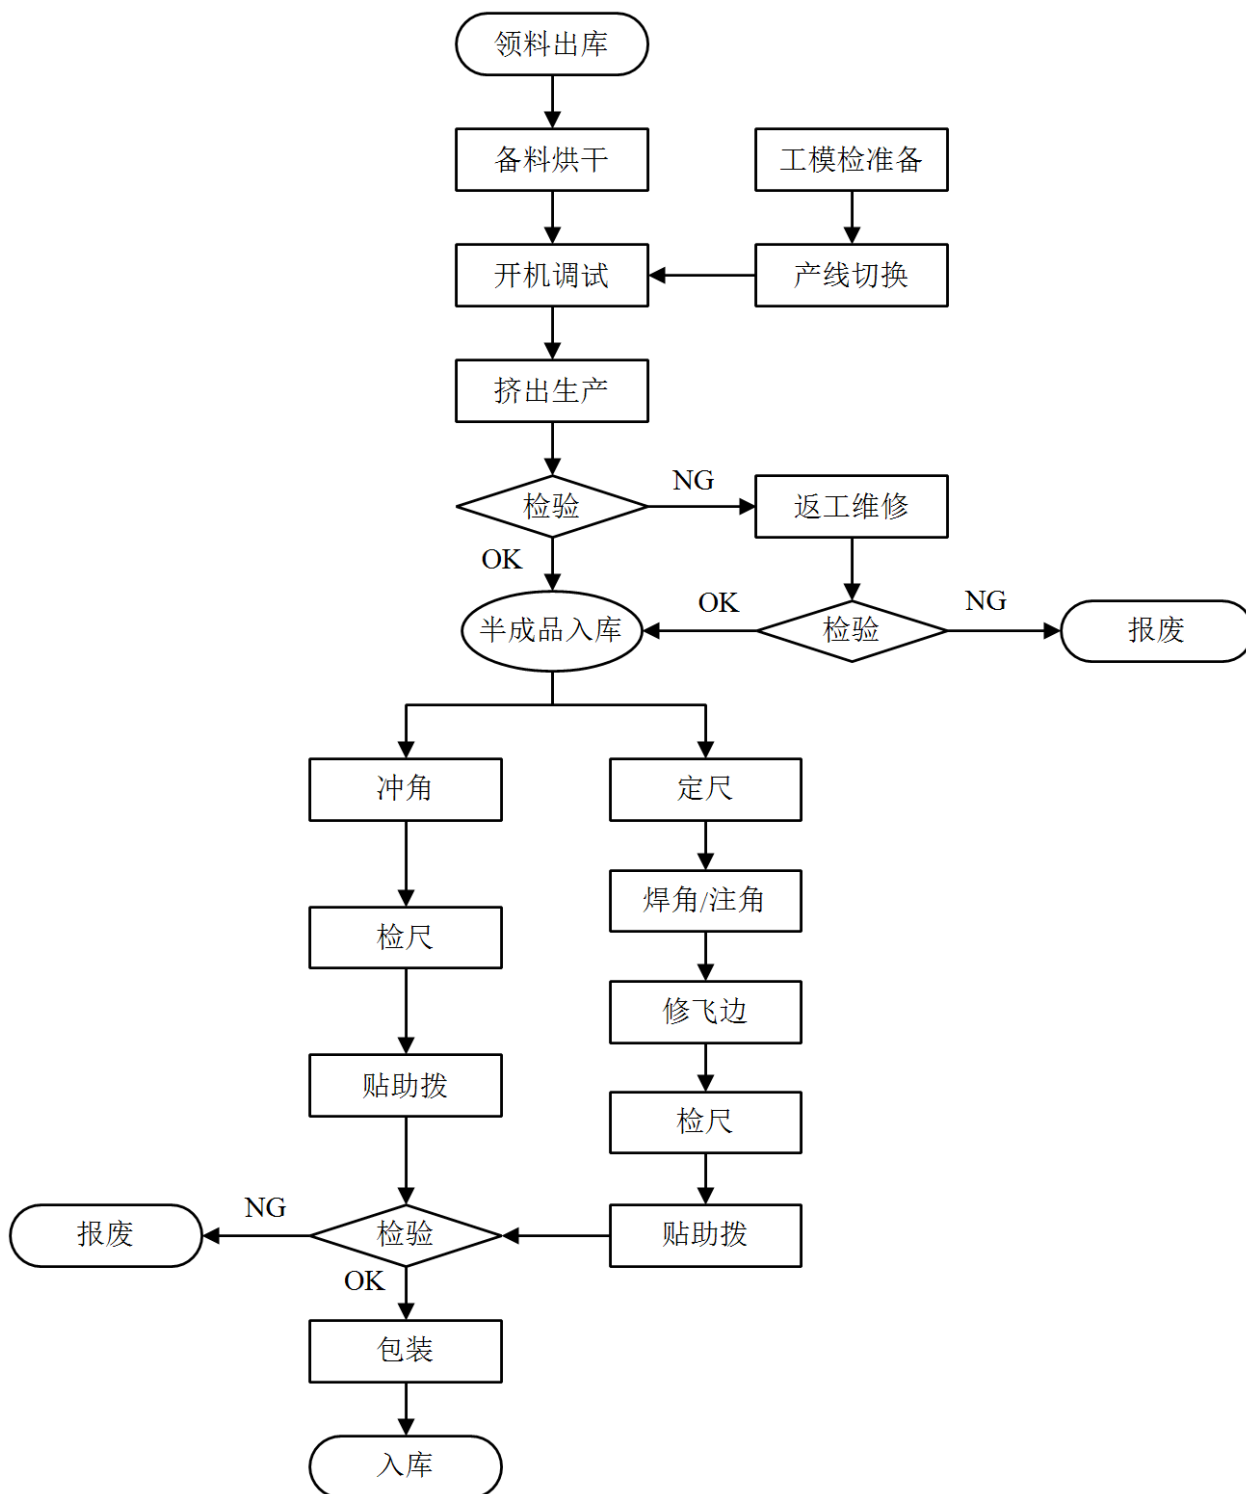 领料出库
备料烘干
工模检准备
开机调试
产线切换
挤出生产
NG
检验
返工维修
OK
OK
NG
半成品入库
检验
报废
冲角
定尺
焊角/注角
检尺
修飞边
贴助拨
检尺
NG
报废
检验
贴助拨
OK
包装
入库